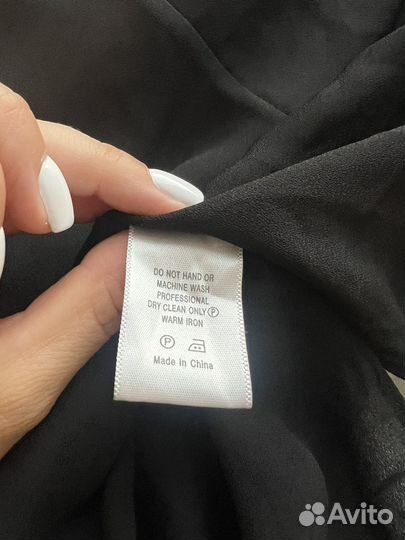 DO NOT HAND OR
MACHINE WASH
PROFESSIONAL
DRY CLEAN ONLY Ⓟ
WARM IRON
Ⓟ
Made in China
Avito